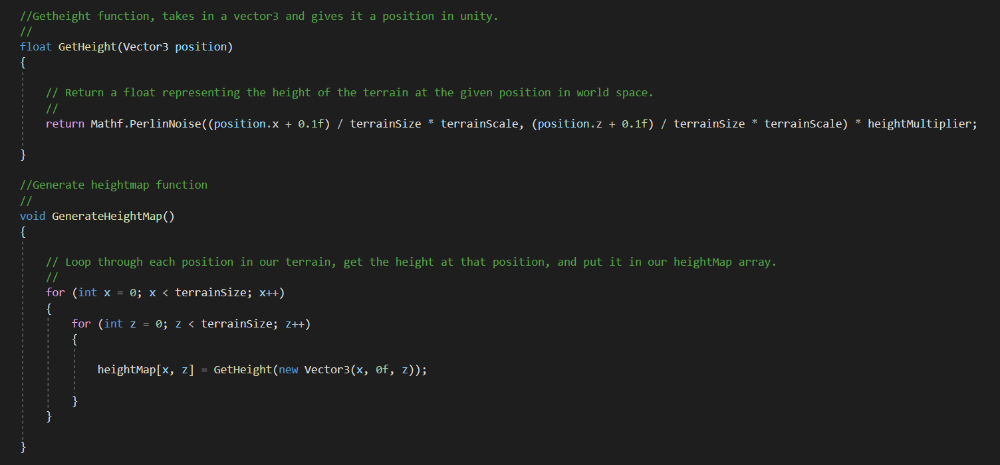 //Getheight function, takes in a vector3 and gives it a position in unity.
//
float GetHeight(Vector3 position)
{
// Return a float representing the height of the terrain at the given position in world space.
//
return Mathf.PerlinNoise((position.x + 0.1f) / terrainSize * terrainScale, (position.z + 0.1f) / terrainSize * terrainScale) * heightMultiplier;
}
//Generate heightmap function
//
void GenerateHeightMap()
{
// Loop through each position in our terrain, get the height at that position, and put it in our heightMap array.
//
for (int x = 0; x < terrainSize; x++)
{
for (int z = 0; z < terrainSize; z++)
{
heightMap[x, z] = GetHeight(new Vector3(x, 0f, z));
}
}
}